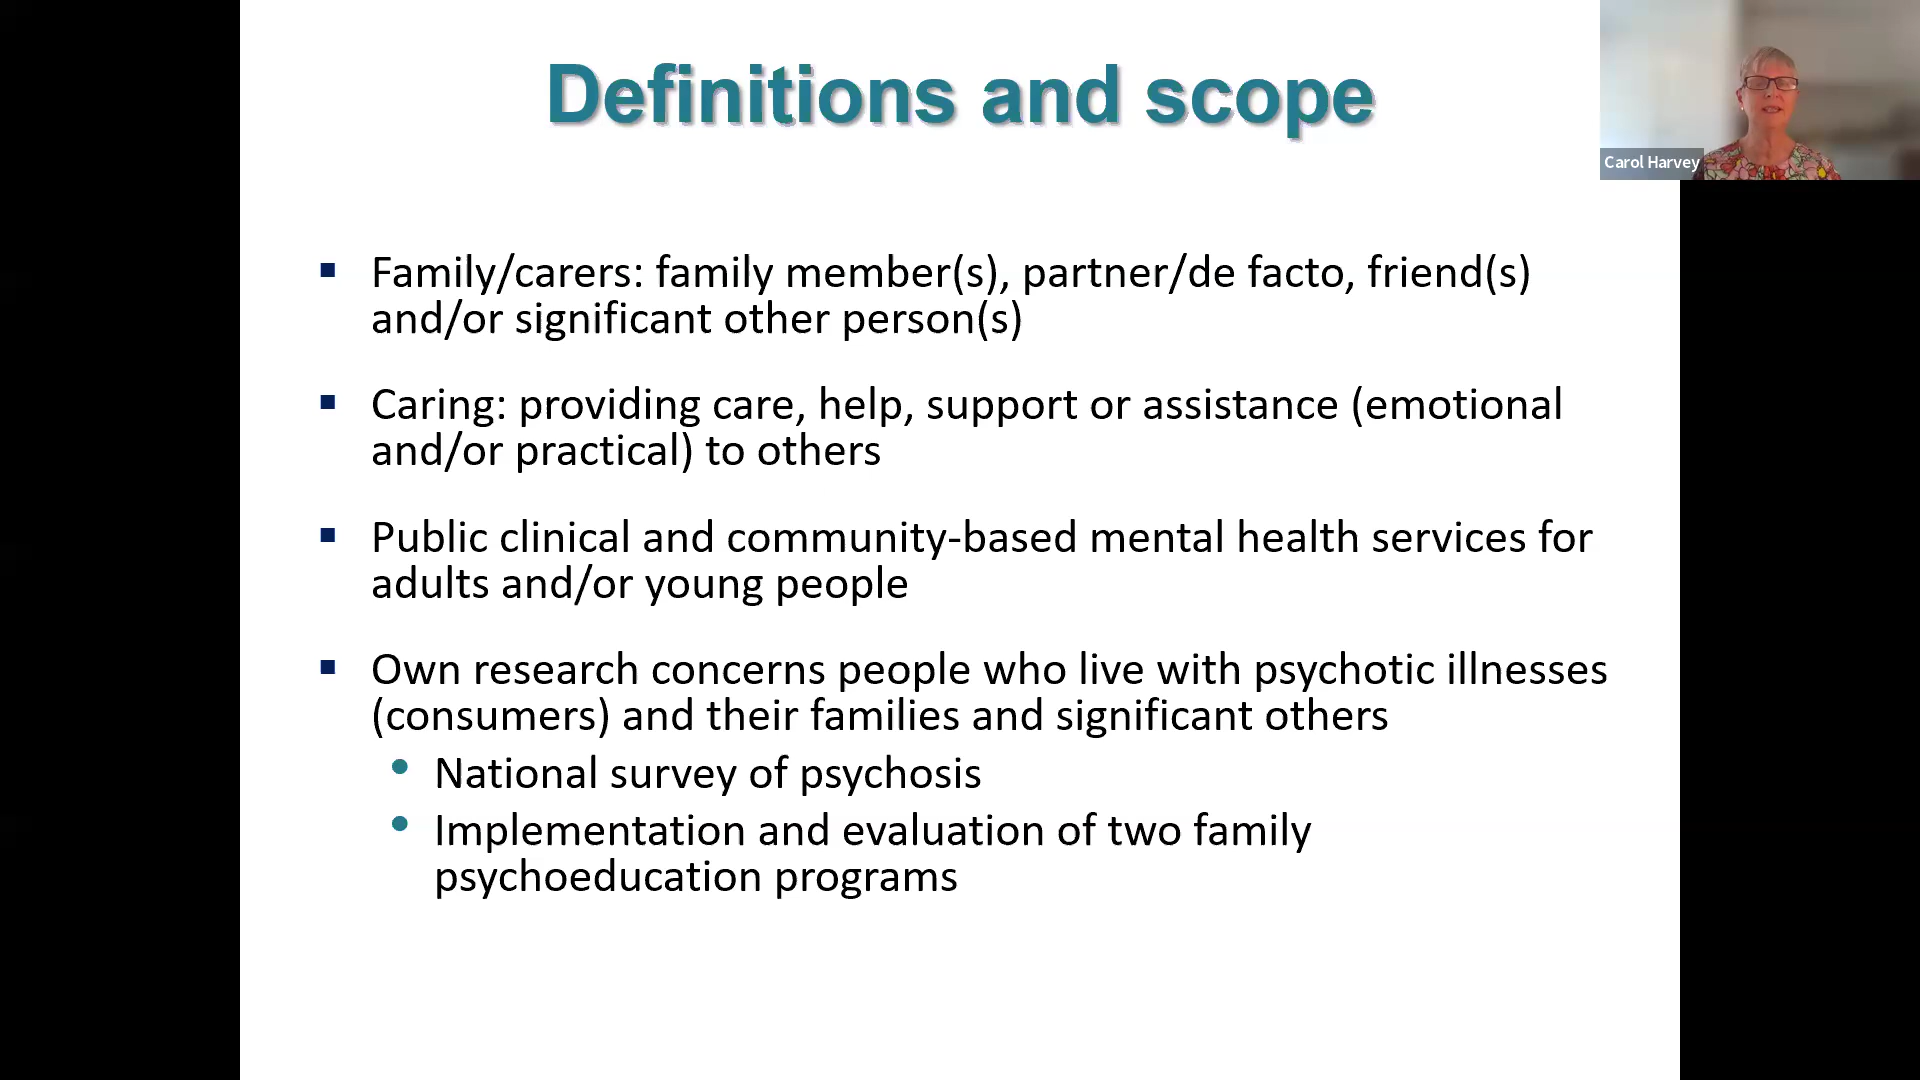 Definitions and scope
Carol Harvey
▪ Family/carers: family member(s), partner/de facto, friend(s)
and/or significant other person(s)
▪ Caring: providing care, help, support or assistance (emotional
and/or practical) to others
▪ Public clinical and community-based mental health services for
adults and/or young people
▪ Own research concerns people who live with psychotic illnesses
(consumers) and their families and significant others
• National survey of psychosis
• Implementation and evaluation of two family
psychoeducation programs